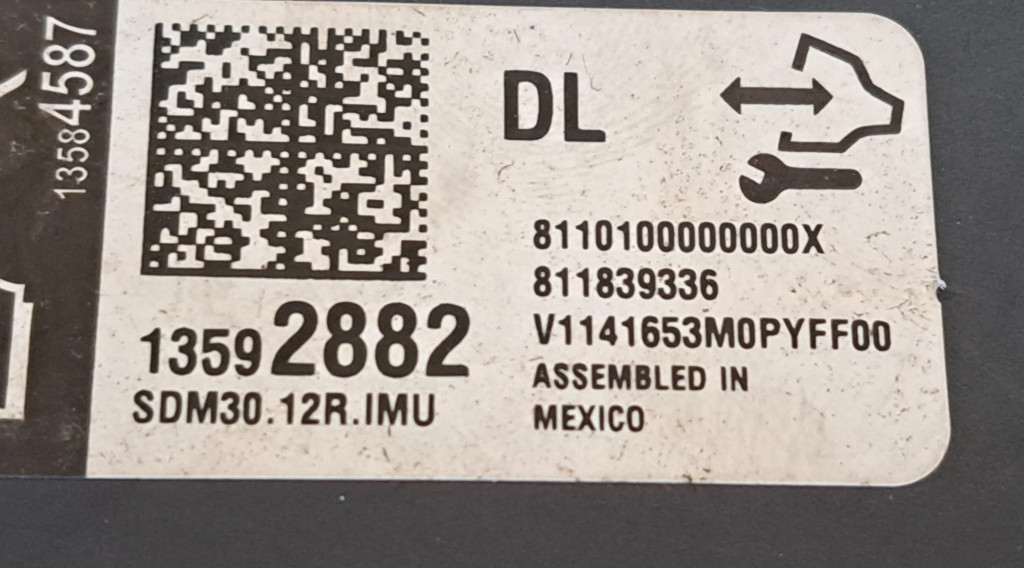 13584587
DL
8110100000000X
811839336
V1141653M0PYFF00
ASSEMBLED IN
MEXICO
13592882
SDM30.12R.IMU